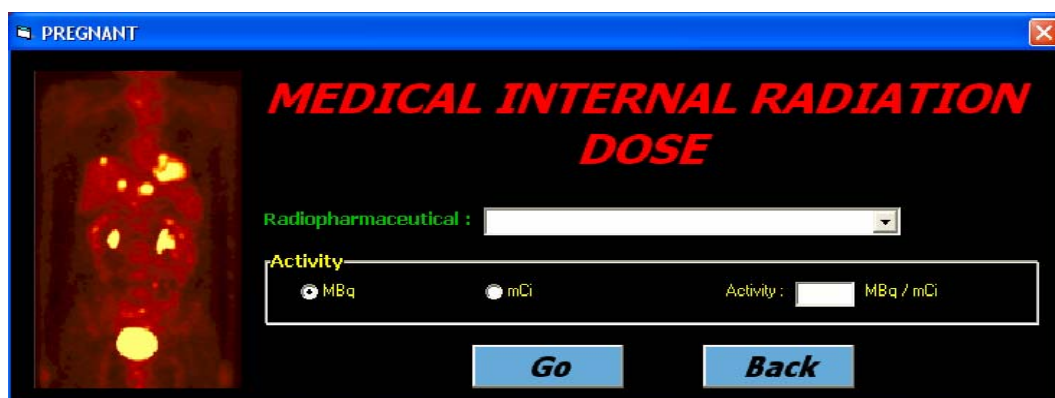 PREGNANT
MEDICAL INTERNAL RADIATION
DOSE
Radiopharmaceutical :
Activity
MBq mCi Activity : MBq / mCi
Go Back